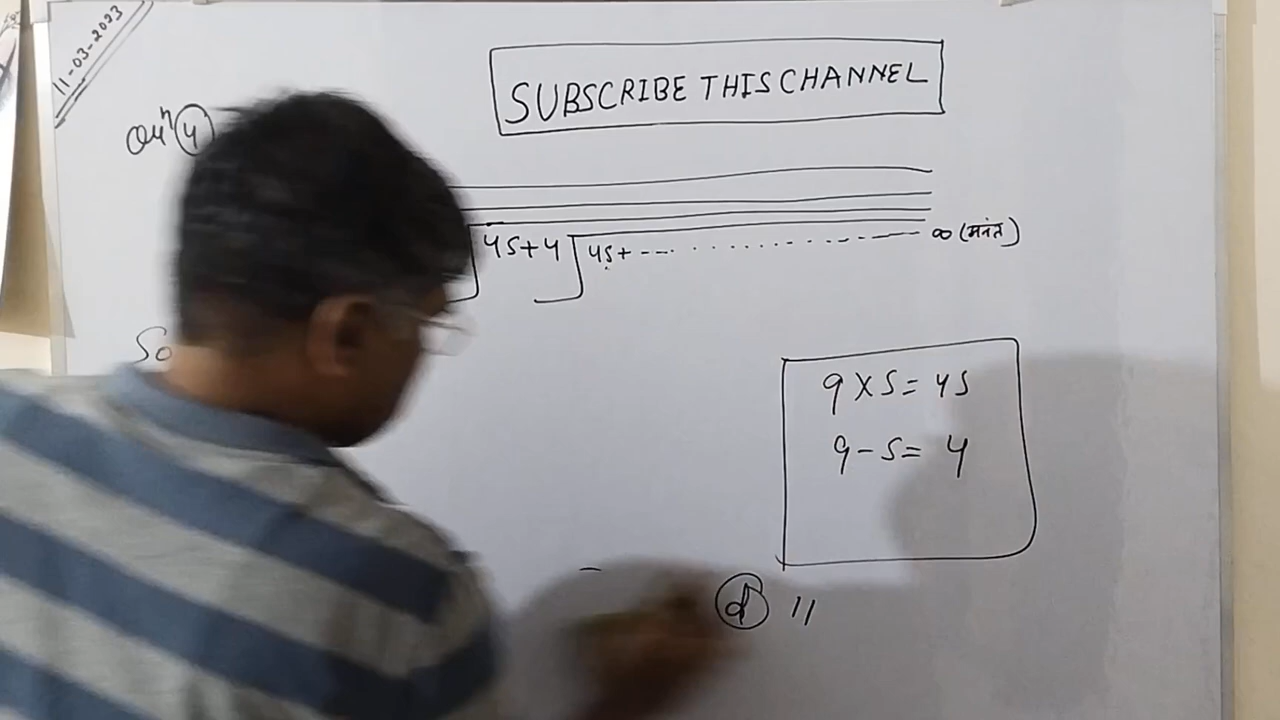 11-03-2023
SUBSCRIBE THIS CHANNEL
Quⁿ 4
45+4 45+ --- ......... ∞ (अनंत)
So
9 X 5 = 45
9 - 5 = 4
d 11